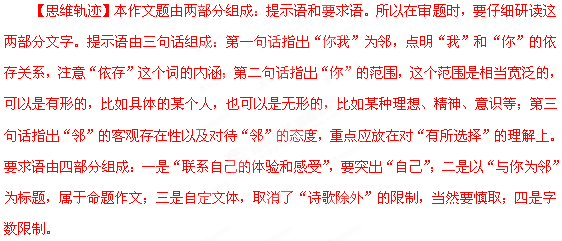 【思维轨迹】本作文题由两部分组成：提示语和要求语。所以在审题时，要仔细研读这
两部分文字。提示语由三句话组成：第一句话指出“你我”为邻，点明“我”和“你”的依
存关系，注意“依存”这个词的内涵；第二句话指出“你”的范围，这个范围是相当宽泛的，
可以是有形的，比如具体的某个人，也可以是无形的，比如某种理想、精神、意识等；第三
句话指出“邻”的客观存在性以及对待“邻”的态度，重点应放在对“有所选择”的理解上。
要求语由四部分组成：一是“联系自己的体验和感受”，要突出“自己”；二是以“与你为邻”
为标题，属于命题作文；三是自定文体，取消了“诗歌除外”的限制，当然要慎取；四是字
数限制。